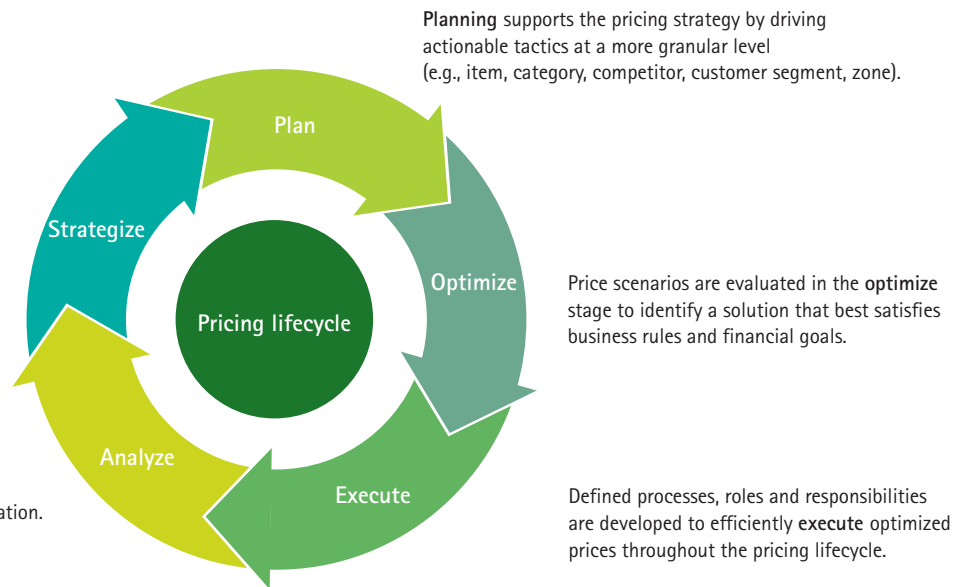 Planning supports the pricing strategy by driving
actionable tactics at a more granular level
(e.g., item, category, competitor, customer segment, zone).
Plan
Strategize
Optimize
Price scenarios are evaluated in the optimize
stage to identify a solution that best satisfies
business rules and financial goals.
Pricing lifecycle
Analyze
Execute
Defined processes, roles and responsibilities
are developed to efficiently execute optimized
prices throughout the pricing lifecycle.